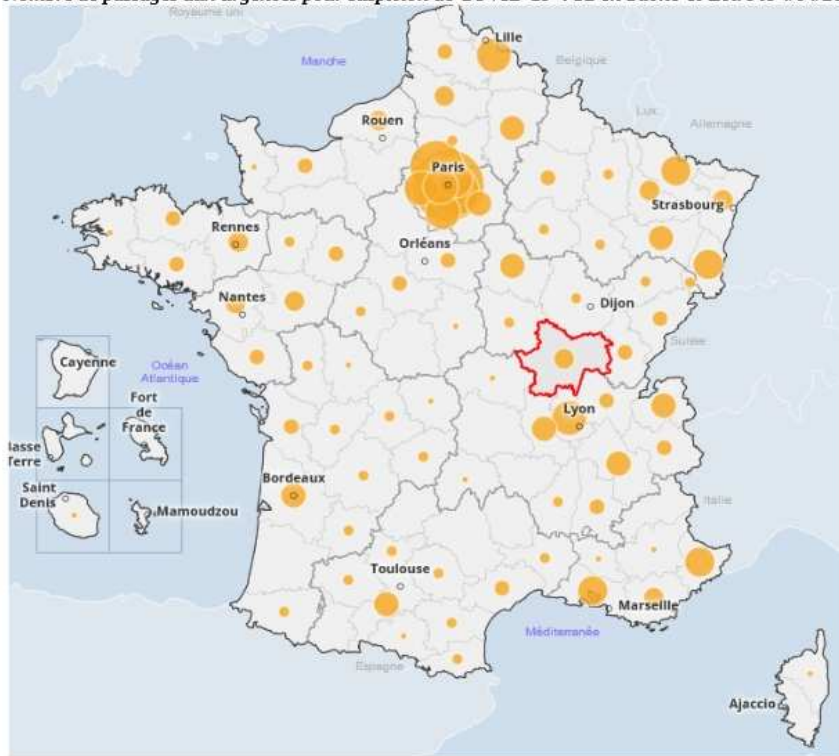 Royaume uni
Lille
Manche
Belgique
Lux.
Allemagne
Rouen
Paris
Strasbourg
Rennes
Orléans
Nantes
Dijon
Suisse
Cayenne
Océan
Atlantique
Fort
de
France
Lyon
Basse
Terre
Saint
Denis
Bordeaux
Italie
Mamoudzou
Toulouse
Marseille
Méditerranée
Espagne
Ajaccio